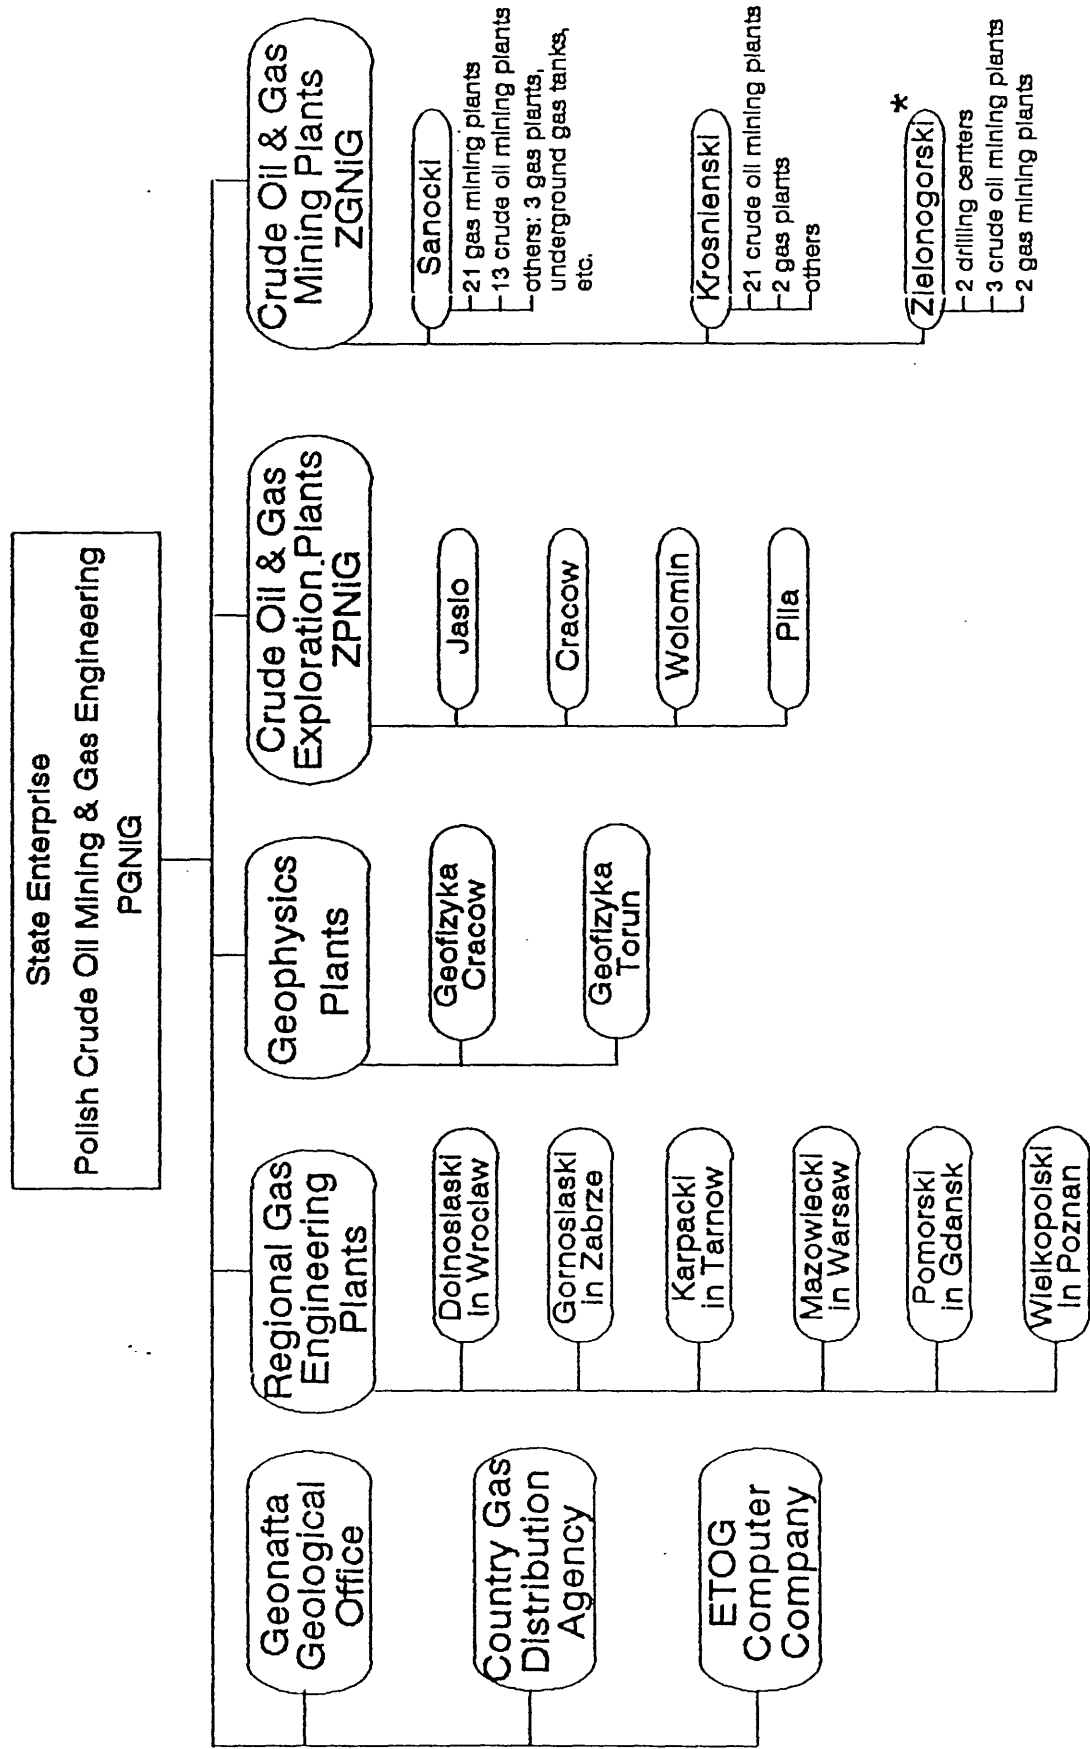 State Enterprise
Polish Crude Oil Mining & Gas Engineering
PGNIG
Geonafta
Geological
Office
Country Gas
Distribution
Agency
ETOG
Computer
Company
Regional Gas
Engineering
Plants
Dolnoslaski
in Wroclaw
Gornoslaski
in Zabrze
Karpacki
in Tarnow
Mazowiecki
in Warsaw
Pomorski
in Gdansk
Wielkopolski
in Poznan
Geophysics
Plants
Geofizyka
Cracow
Geofizyka
Torun
Crude Oil & Gas
Exploration Plants
ZPNiG
Jaslo
Cracow
Wolomin
Pila
Crude Oil & Gas
Mining Plants
ZGNiG
Sanocki
21 gas mining plants
13 crude oil mining plants
others: 3 gas plants,
underground gas tanks,
etc.
Krosnienski
21 crude oil mining plants
2 gas plants
others
Zielonogorski *
2 drilling centers
3 crude oil mining plants
2 gas mining plants